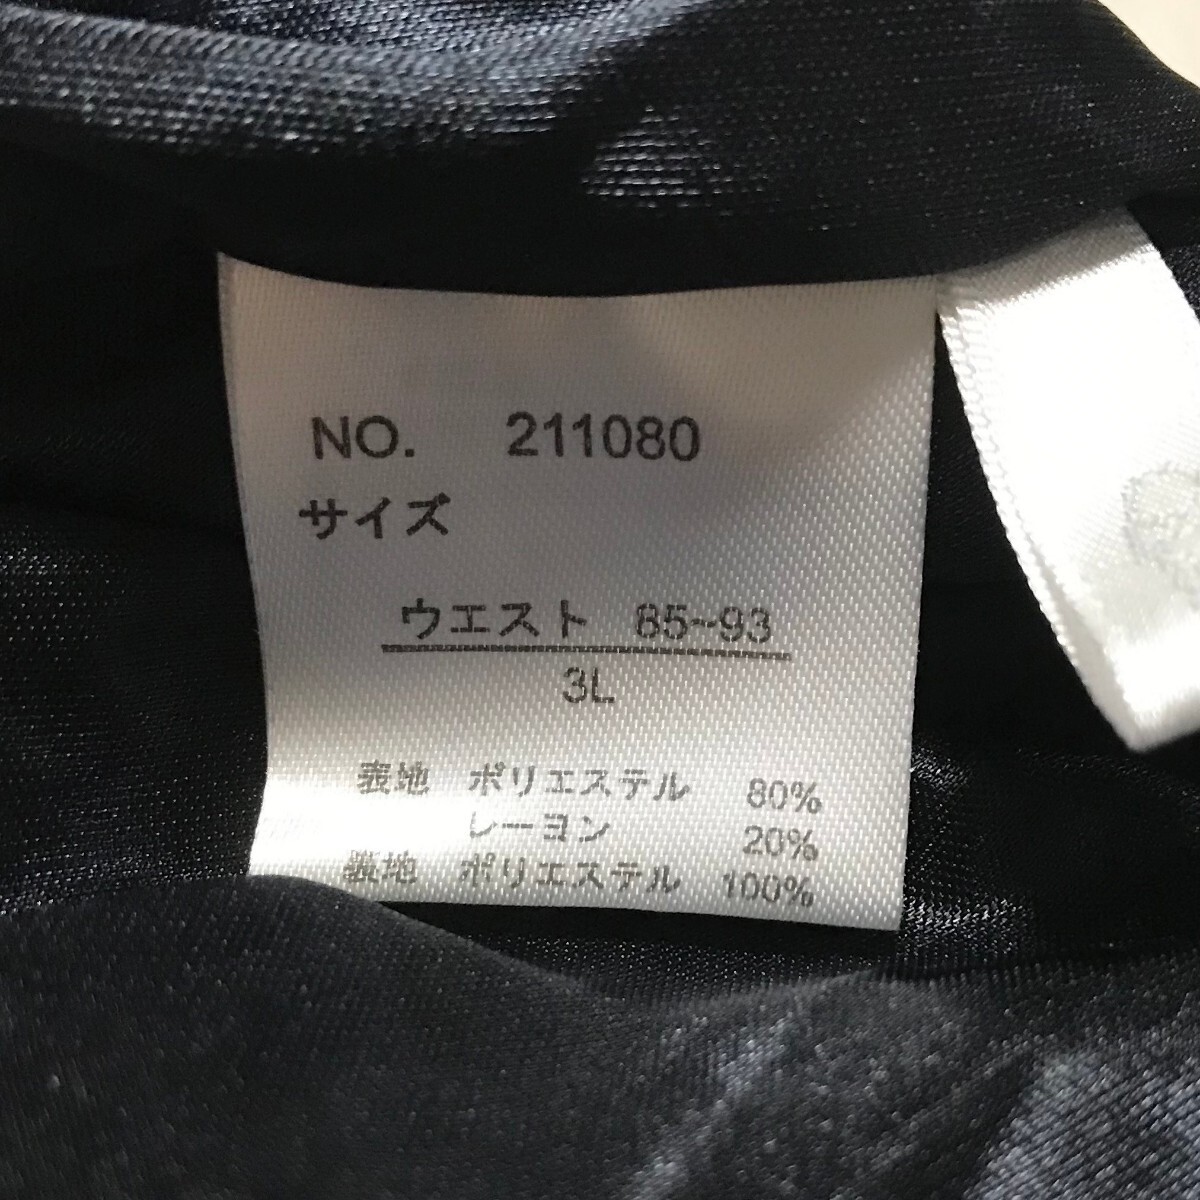 NO. 211080
サイズ
ウエスト 85~93
3L
表地 ポリエステル 80%
レーヨン 20%
裏地 ポリエステル 100%